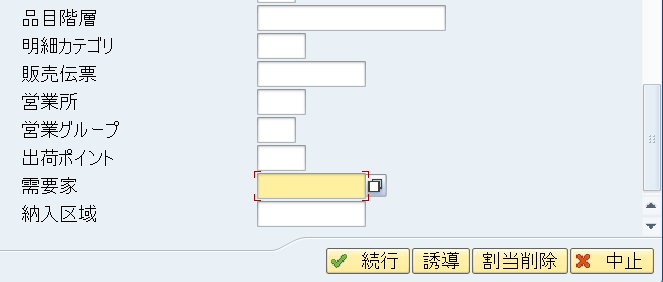 品目階層
明細カテゴリ
販売伝票
営業所
営業グループ
出荷ポイント
需要家
納入区域
続行 誘導 割当削除 中止